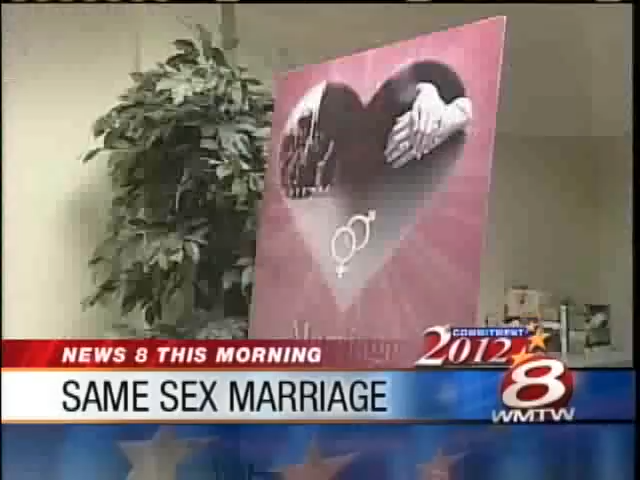 NEWS 8 THIS MORNING
COMMITMENT
2012
SAME SEX MARRIAGE
8
WMTW